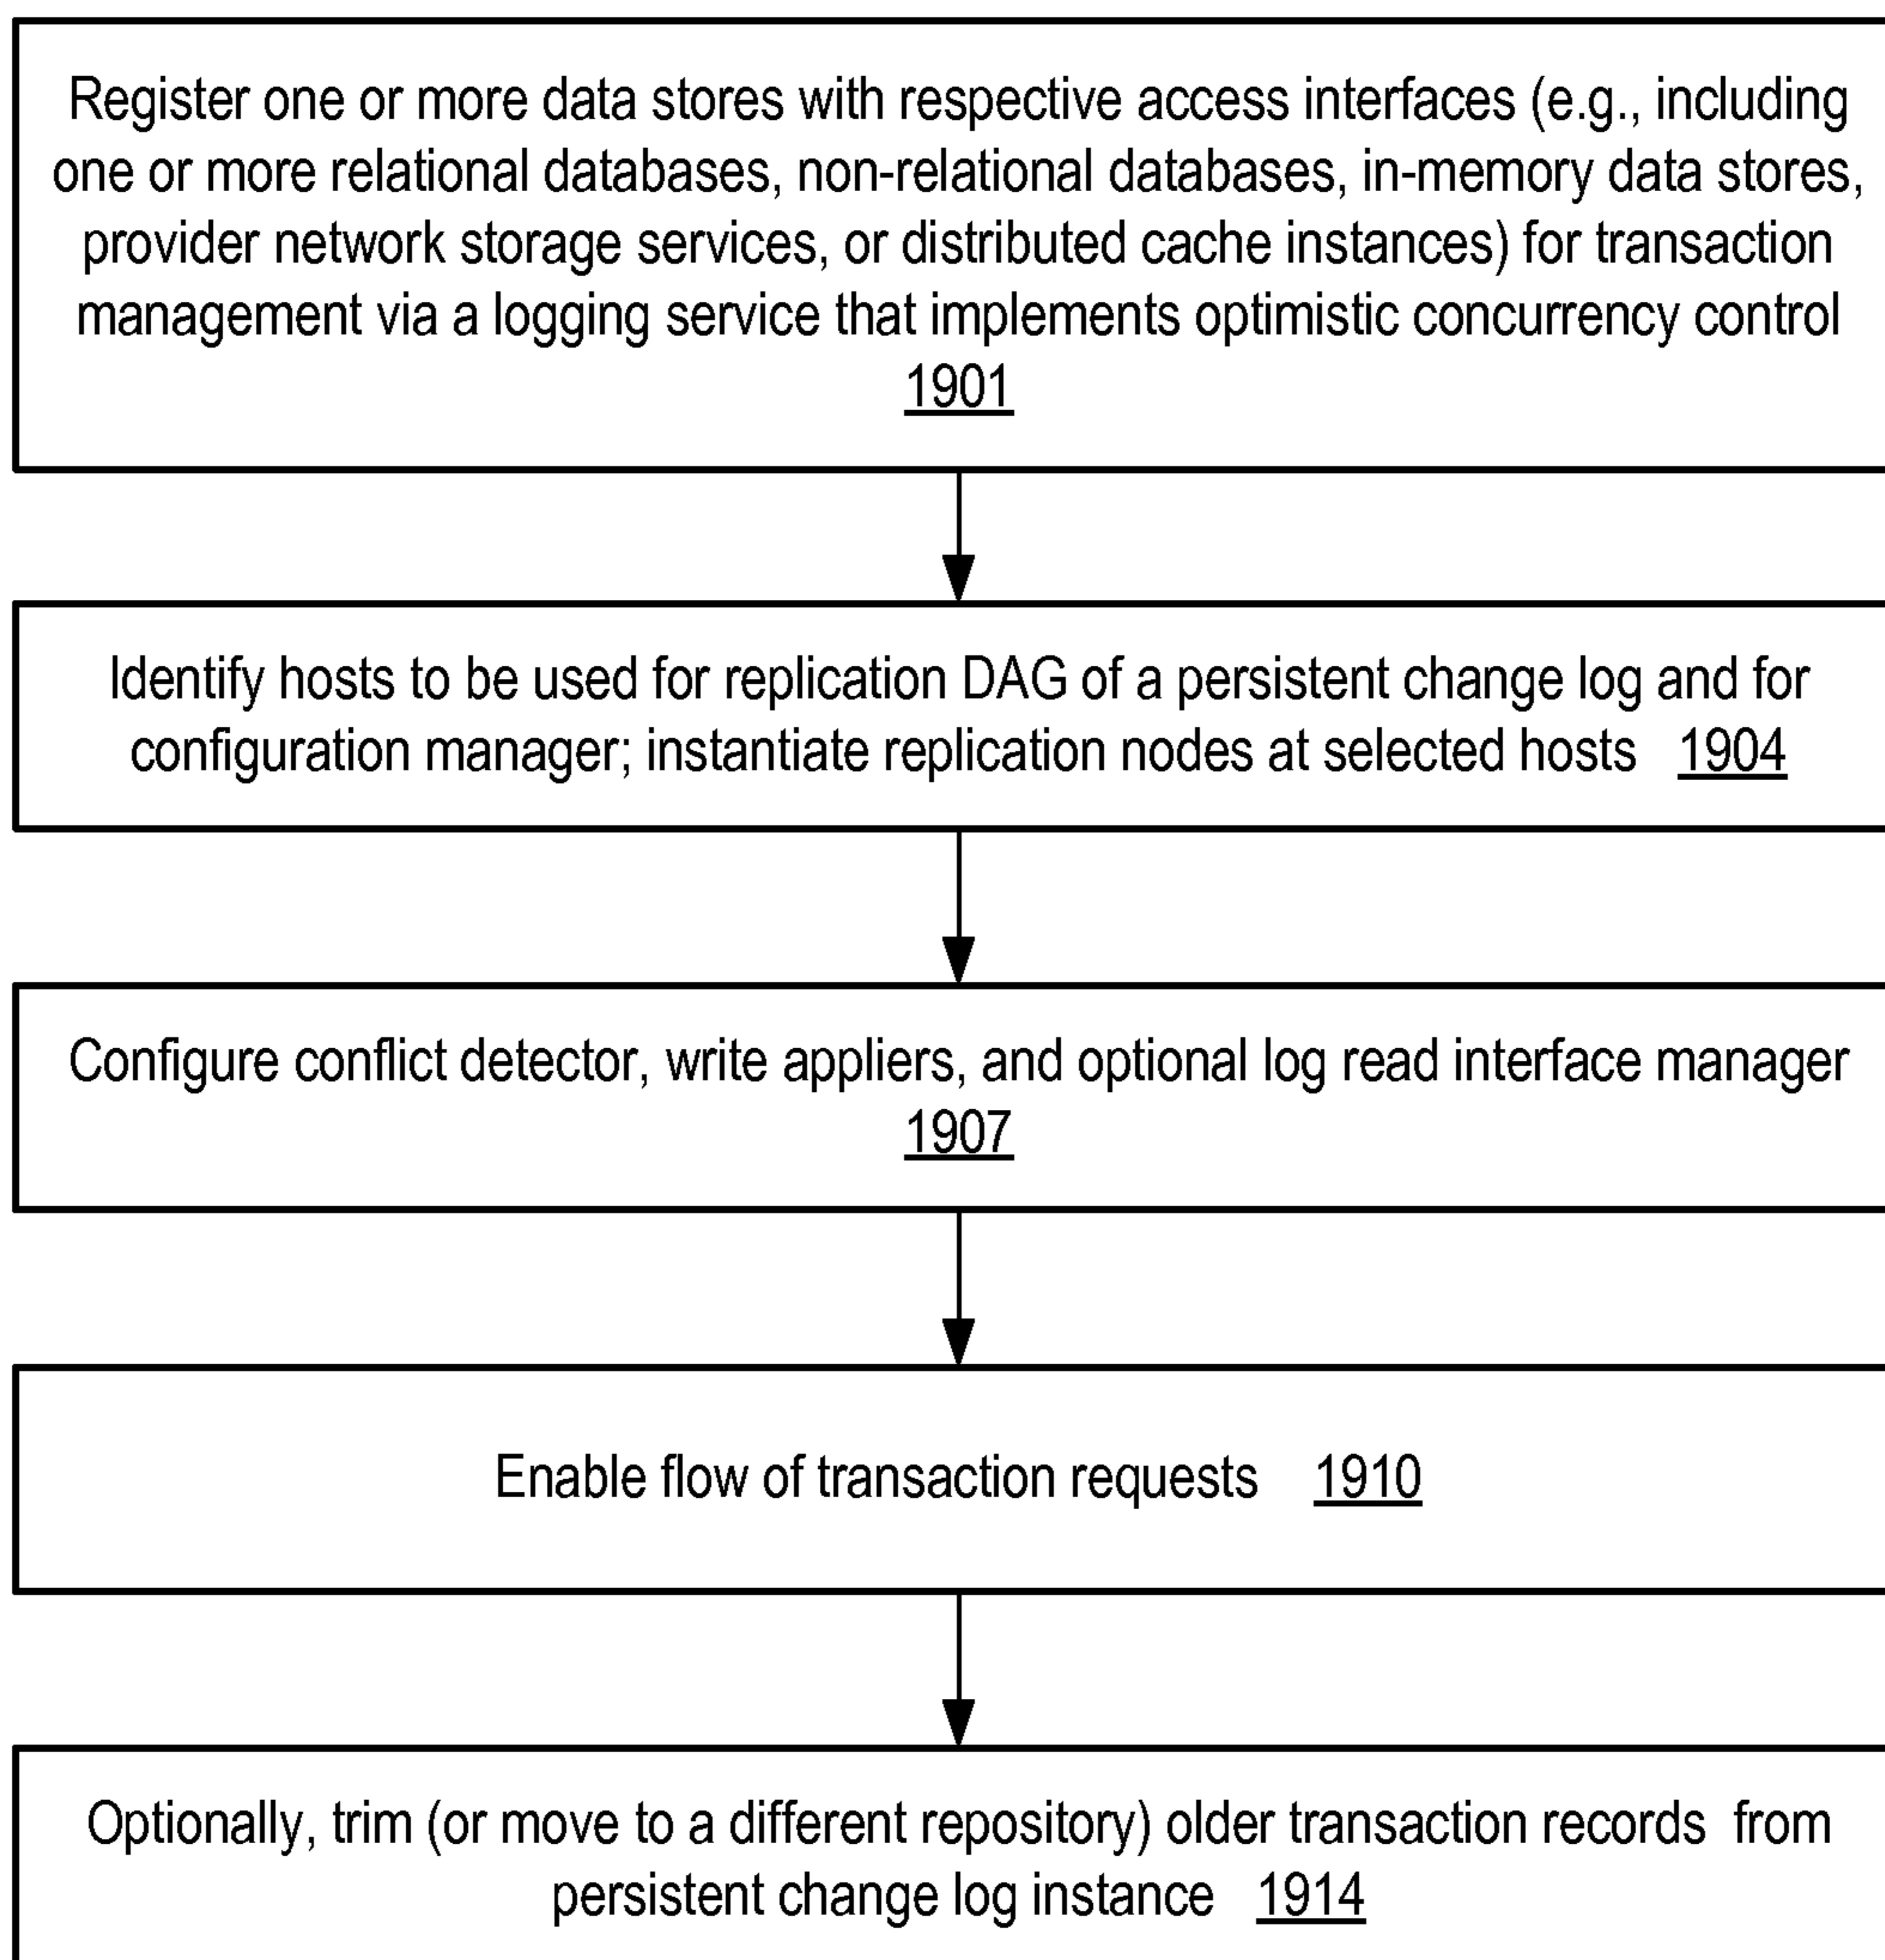 Register one or more data stores with respective access interfaces (e.g., including
one or more relational databases, non-relational databases, in-memory data stores,
provider network storage services, or distributed cache instances) for transaction
management via a logging service that implements optimistic concurrency control
1901
Identify hosts to be used for replication DAG of a persistent change log and for
configuration manager; instantiate replication nodes at selected hosts 1904
Configure conflict detector, write appliers, and optional log read interface manager
1907
Enable flow of transaction requests 1910
Optionally, trim (or move to a different repository) older transaction records from
persistent change log instance 1914